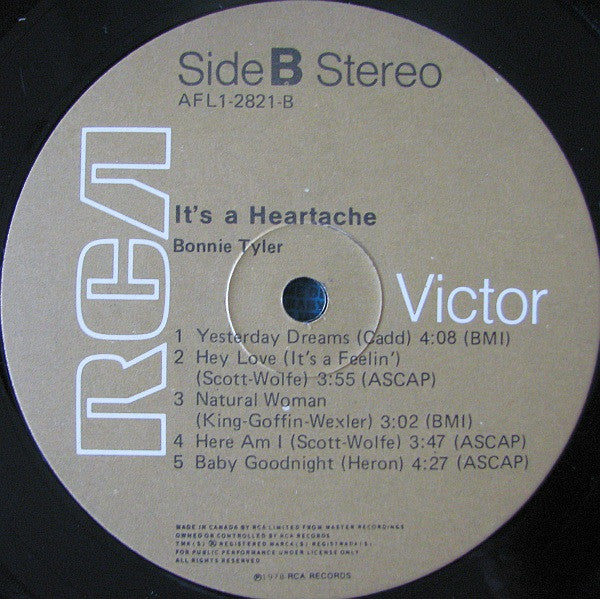 Side B Stereo
AFL1-2821-B
RCA
It's a Heartache
Bonnie Tyler
Victor
1 Yesterday Dreams (Cadd) 4:08 (BMI)
2 Hey Love (It's a Feelin')
(Scott-Wolfe) 3:55 (ASCAP)
3 Natural Woman
(King-Goffin-Wexler) 3:02 (BMI)
4 Here Am I (Scott-Wolfe) 3:47 (ASCAP)
5 Baby Goodnight (Heron) 4:27 (ASCAP)
MADE IN CANADA BY RCA LIMITED FROM MASTER RECORDINGS
OWNED OR CONTROLLED BY RCA RECORDS
TMK(S) ® REGISTERED MARCA(S) REGISTRADA(S)
FOR PUBLIC PERFORMANCE UNDER LICENSE ONLY
ALL RIGHTS RESERVED
℗1978 RCA RECORDS